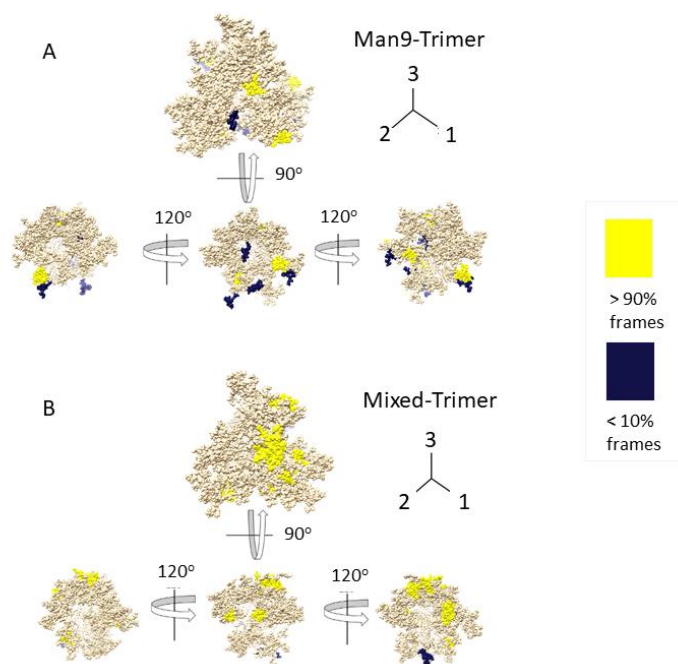 A
Man9-Trimer
3
2
1
90°
120°
120°
> 90%
frames
< 10%
frames
B
Mixed-Trimer
3
2
1
90°
120°
120°